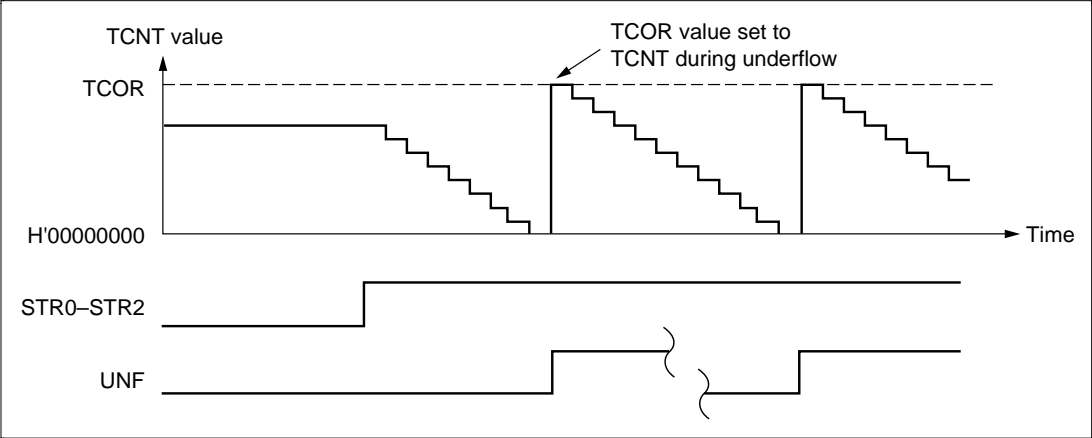 TCNT value
TCOR value set to
TCNT during underflow
TCOR
H'00000000
Time
STR0–STR2
UNF